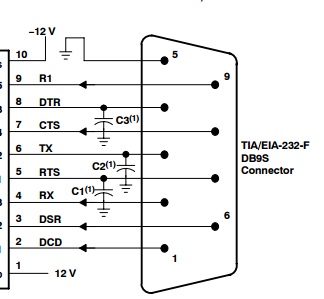 −12 V
10
5
9 R1
9
8 DTR
C3(1)
7 CTS
6 TX
TIA/EIA-232-F
DB9S
Connector
C2(1)
5 RTS
C1(1)
4 RX
3 DSR
6
2 DCD
1
1
12 V